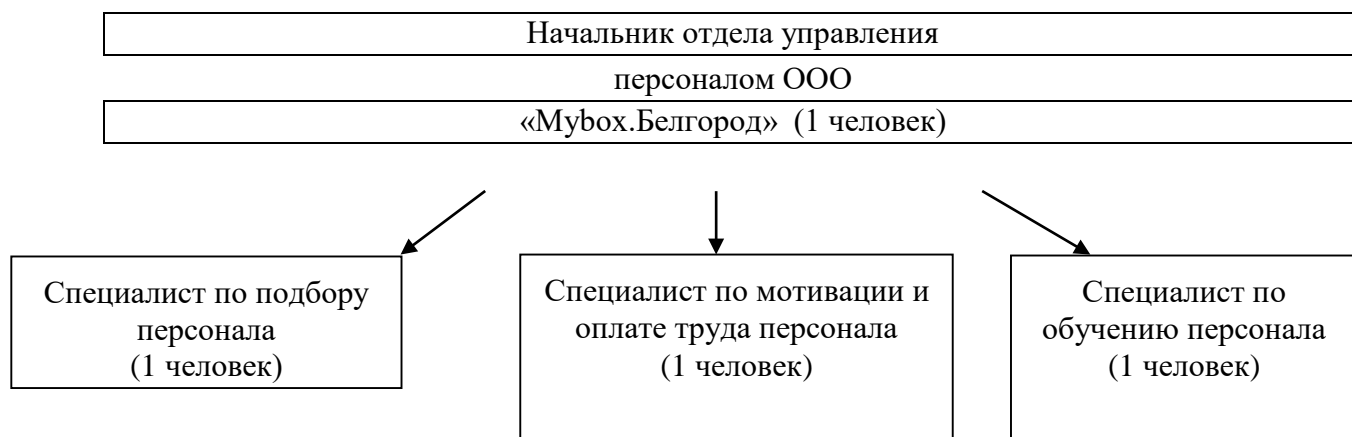 Начальник отдела управления
персоналом ООО
«Mybox.Белгород» (1 человек)
Специалист по подбору
персонала
(1 человек)
Специалист по мотивации и
оплате труда персонала
(1 человек)
Специалист по
обучению персонала
(1 человек)